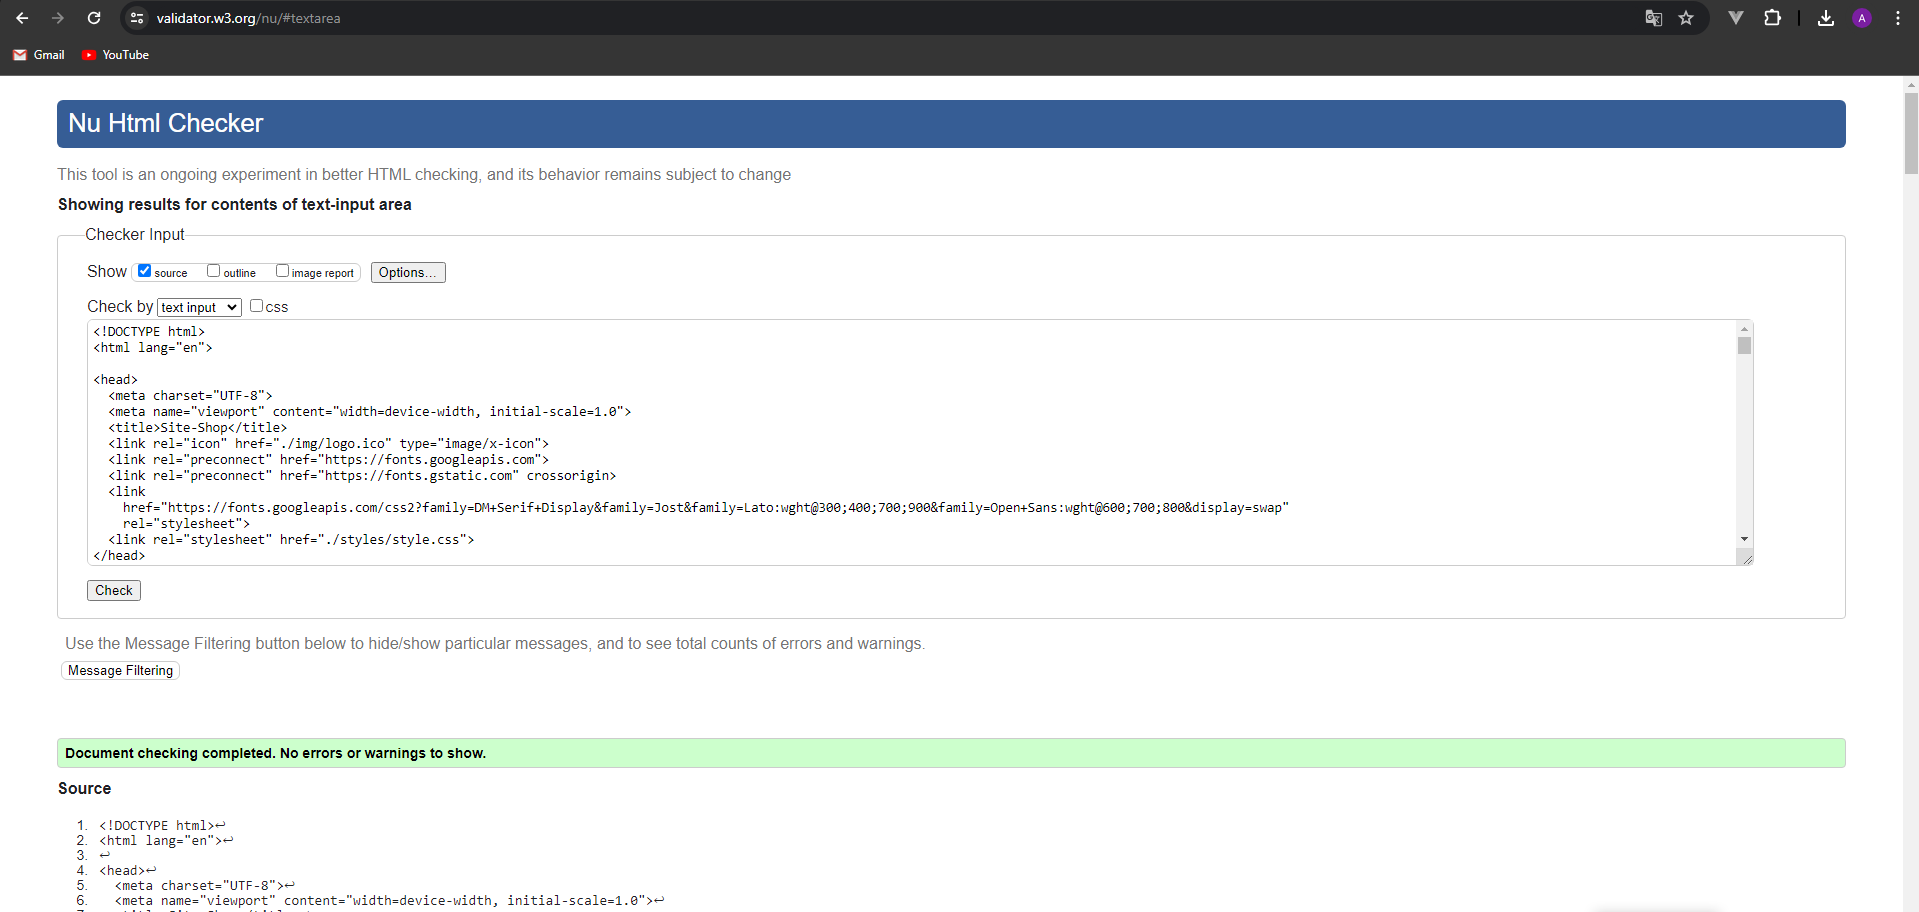 validator.w3.org/nu/#textarea
A
Gmail
YouTube
Nu Html Checker
This tool is an ongoing experiment in better HTML checking, and its behavior remains subject to change
Showing results for contents of text-input area
Checker Input
Show source outline image report Options...
Check by text input css
<!DOCTYPE html>
<html lang="en">
<head>
<meta charset="UTF-8">
<meta name="viewport" content="width=device-width, initial-scale=1.0">
<title>Site-Shop</title>
<link rel="icon" href="./img/logo.ico" type="image/x-icon">
<link rel="preconnect" href="https://fonts.googleapis.com">
<link rel="preconnect" href="https://fonts.gstatic.com" crossorigin>
<link
href="https://fonts.googleapis.com/css2?family=DM+Serif+Display&family=Jost&family=Lato:wght@300;400;700;900&family=Open+Sans:wght@600;700;800&display=swap"
rel="stylesheet">
<link rel="stylesheet" href="./styles/style.css">
</head>
Check
Use the Message Filtering button below to hide/show particular messages, and to see total counts of errors and warnings.
Message Filtering
Document checking completed. No errors or warnings to show.
Source
1. <!DOCTYPE html>↩
2. <html lang="en">↩
3. ↩
4. <head>↩
5. <meta charset="UTF-8">↩
6. <meta name="viewport" content="width=device-width, initial-scale=1.0">↩